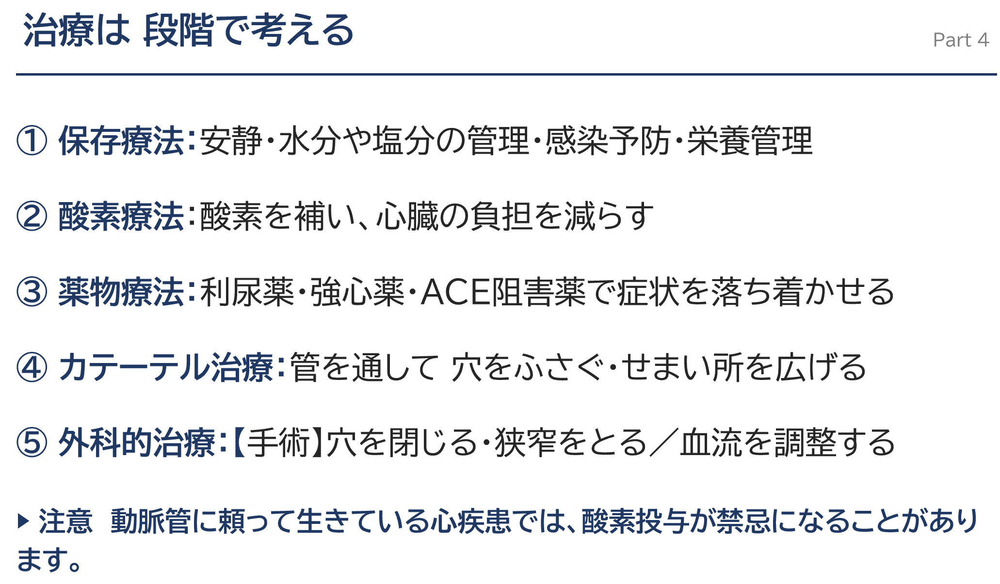 治療は 段階で考える
Part 4
① 保存療法：安静・水分や塩分の管理・感染予防・栄養管理
② 酸素療法：酸素を補い、心臓の負担を減らす
③ 薬物療法：利尿薬・強心薬・ACE阻害薬で症状を落ち着かせる
④ カテーテル治療：管を通して 穴をふさぐ・せまい所を広げる
⑤ 外科的治療：【手術】穴を閉じる・狭窄をとる／血流を調整する
▶ 注意　動脈管に頼って生きている心疾患では、酸素投与が禁忌になることがあり
ます。